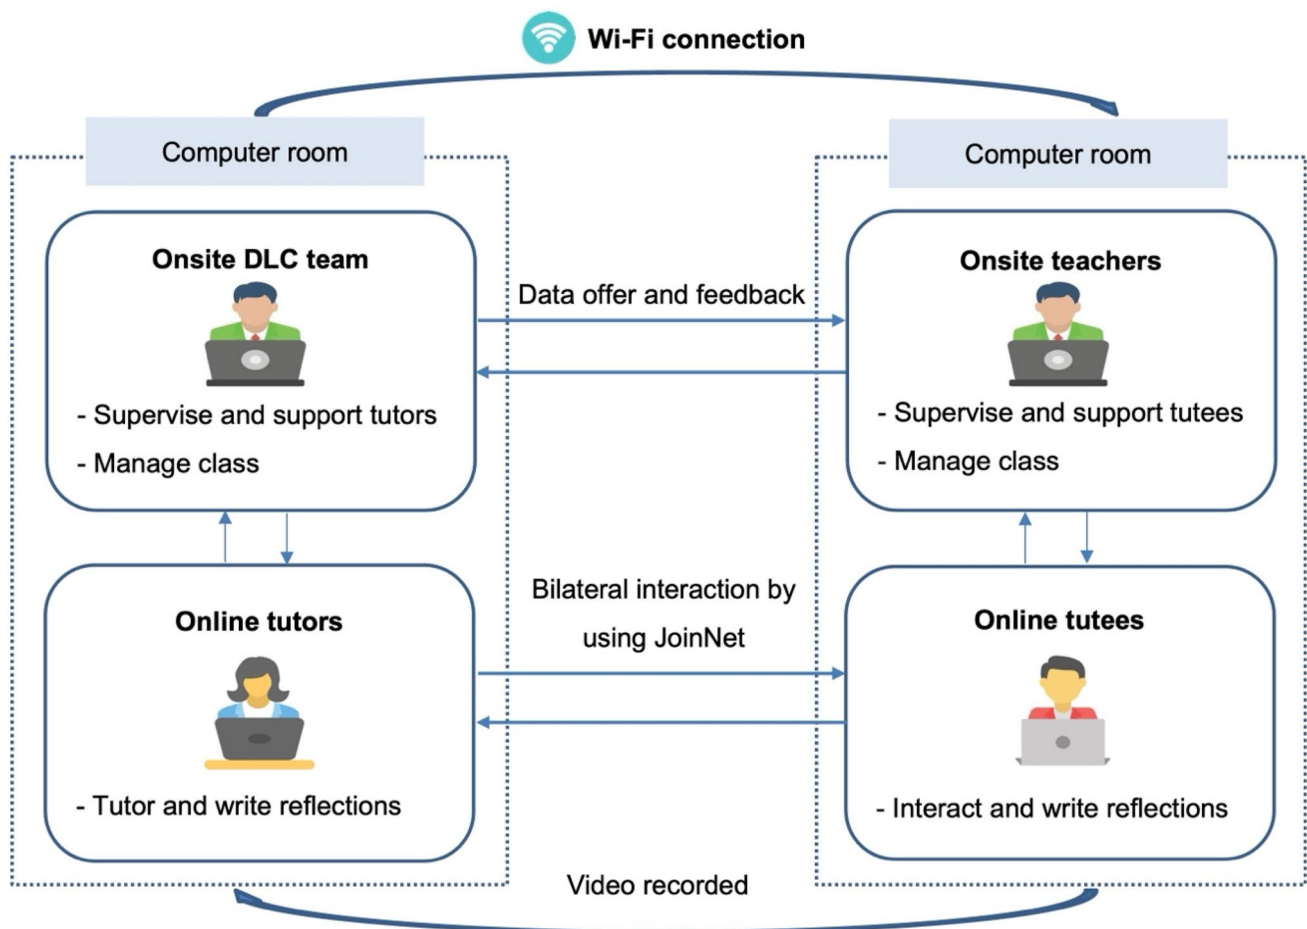 Wi-Fi connection
Computer room
Computer room
Onsite DLC team
- Supervise and support tutors
- Manage class
Data offer and feedback
Onsite teachers
- Supervise and support tutees
- Manage class
Online tutors
- Tutor and write reflections
Bilateral interaction by
using JoinNet
Online tutees
- Interact and write reflections
Video recorded